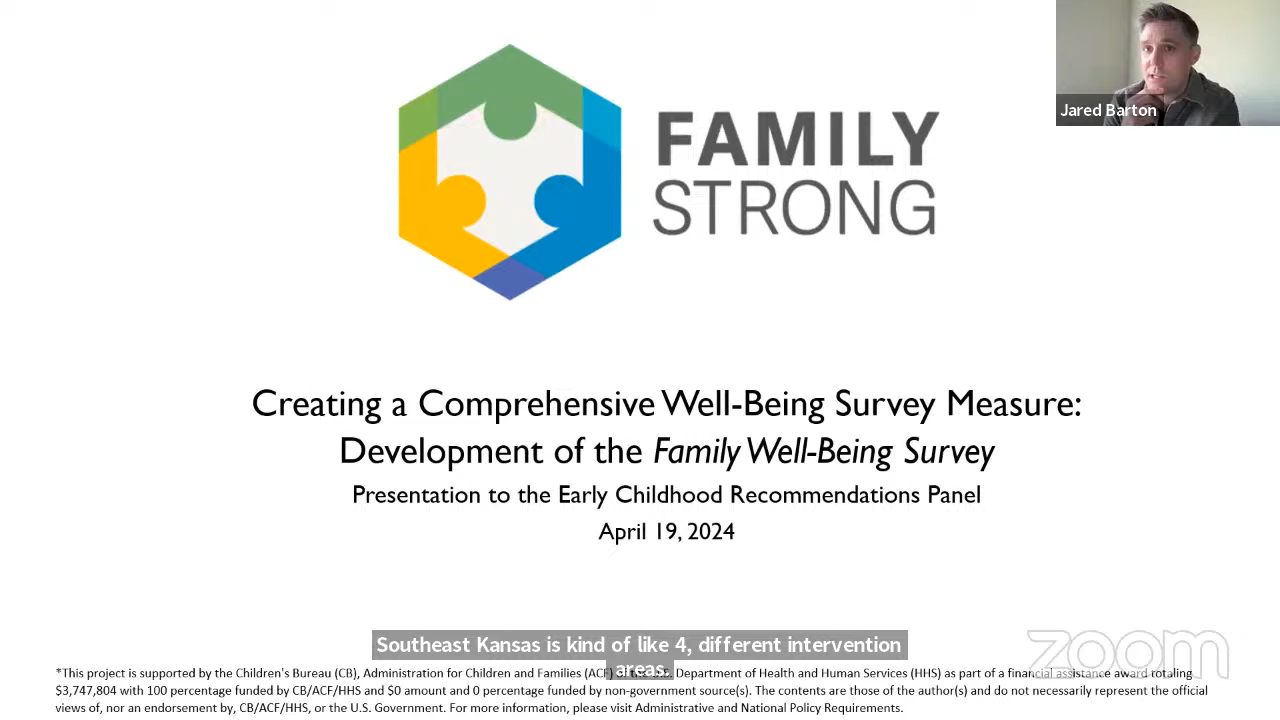 Jared Barton
FAMILY
STRONG
Creating a Comprehensive Well-Being Survey Measure:
Development of the Family Well-Being Survey
Presentation to the Early Childhood Recommendations Panel
April 19, 2024
Southeast Kansas is kind of like 4, different intervention
areas.
zoom
*This project is supported by the Children's Bureau (CB), Administration for Children and Families (ACF) Department of Health and Human Services (HHS) as part of a financial assistance award totaling
$3,747,804 with 100 percentage funded by CB/ACF/HHS and $0 amount and 0 percentage funded by non-government source(s). The contents are those of the author(s) and do not necessarily represent the official
views of, nor an endorsement by, CB/ACF/HHS, or the U.S. Government. For more information, please visit Administrative and National Policy Requirements.